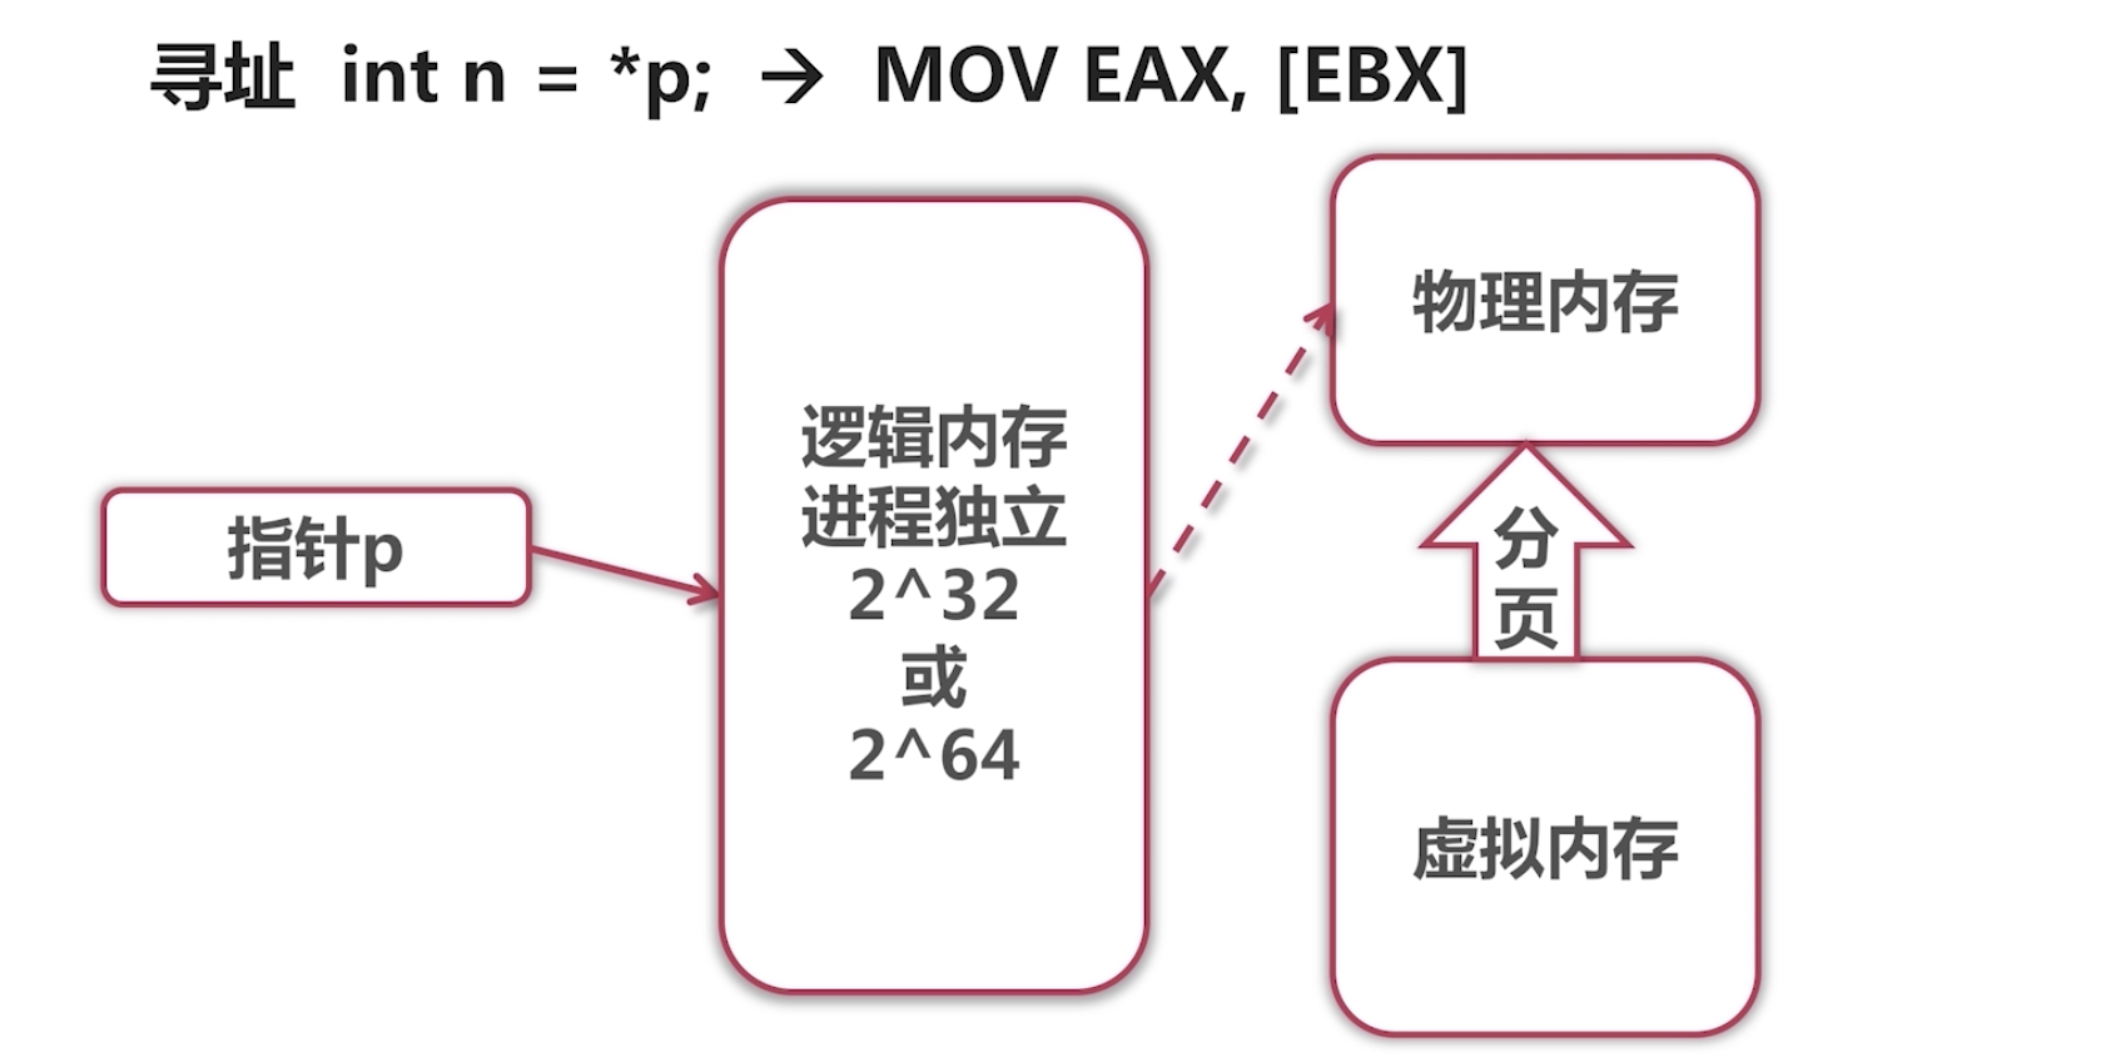 寻址 int n = *p; → MOV EAX, [EBX]
指针p
逻辑内存
进程独立
2^32
或
2^64
物理内存
分
页
虚拟内存